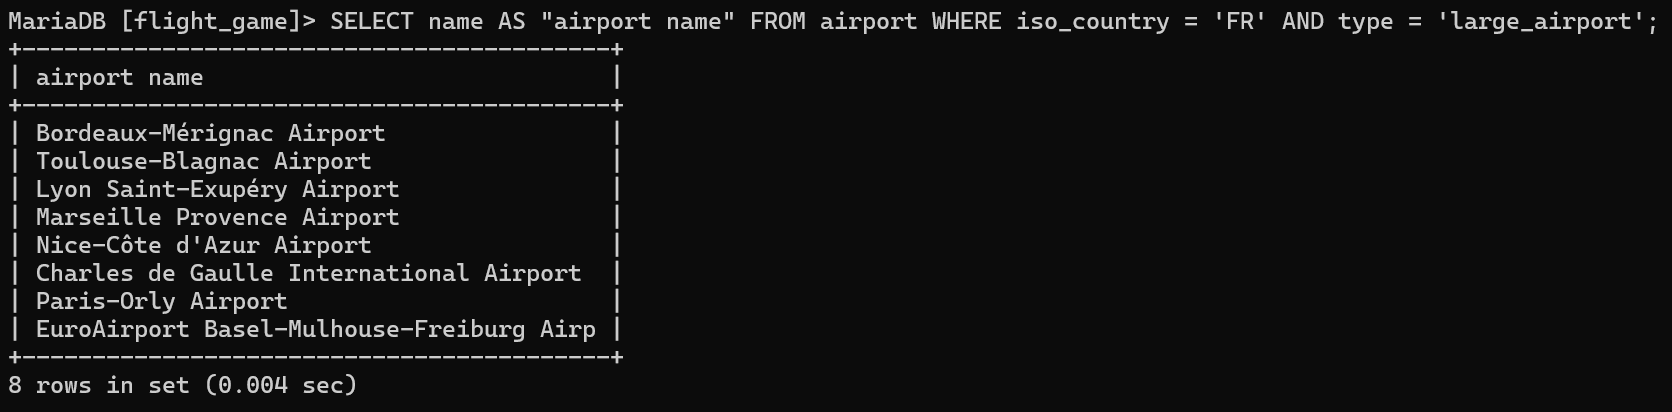 MariaDB [flight_game]> SELECT name AS "airport name" FROM airport WHERE iso_country = 'FR' AND type = 'large_airport';
+------------------------------------------+
| airport name                             |
+------------------------------------------+
| Bordeaux-Mérignac Airport                |
| Toulouse-Blagnac Airport                 |
| Lyon Saint-Exupéry Airport               |
| Marseille Provence Airport               |
| Nice-Côte d'Azur Airport                 |
| Charles de Gaulle International Airport  |
| Paris-Orly Airport                       |
| EuroAirport Basel-Mulhouse-Freiburg Airp |
+------------------------------------------+
8 rows in set (0.004 sec)